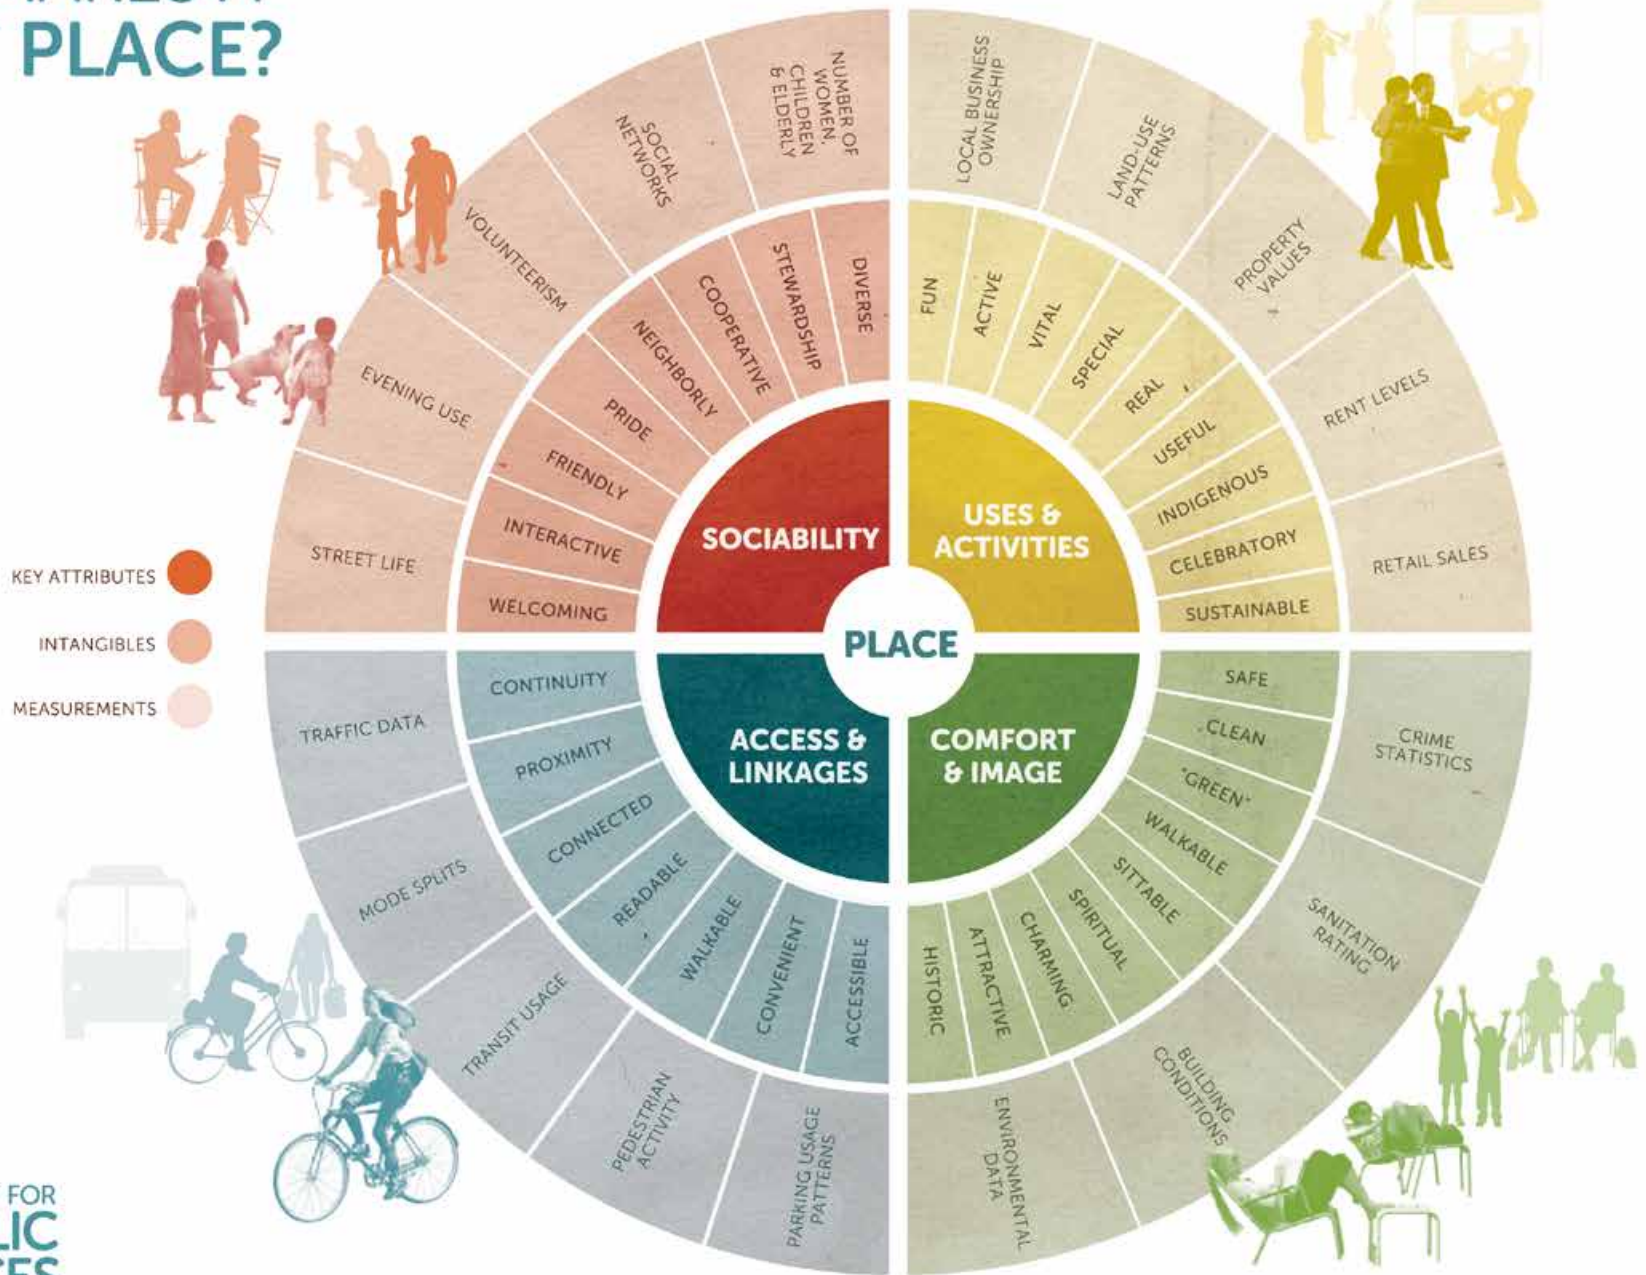 PLACE?
KEY ATTRIBUTES
INTANGIBLES
MEASUREMENTS
PLACE
SOCIABILITY
DIVERSE
STEWARDSHIP
COOPERATIVE
NEIGHBORLY
PRIDE
FRIENDLY
INTERACTIVE
WELCOMING
NUMBER OF
WOMEN,
CHILDREN
& ELDERLY
SOCIAL
NETWORKS
VOLUNTEERISM
EVENING USE
STREET LIFE
USES &
ACTIVITIES
FUN
ACTIVE
VITAL
SPECIAL
REAL
USEFUL
INDIGENOUS
CELEBRATORY
SUSTAINABLE
LOCAL BUSINESS
OWNERSHIP
LAND-USE
PATTERNS
PROPERTY
VALUES
RENT LEVELS
RETAIL SALES
ACCESS &
LINKAGES
CONTINUITY
PROXIMITY
CONNECTED
READABLE
WALKABLE
CONVENIENT
ACCESSIBLE
TRAFFIC DATA
MODE SPLITS
TRANSIT USAGE
PEDESTRIAN
ACTIVITY
PARKING USAGE
PATTERNS
COMFORT
& IMAGE
SAFE
CLEAN
"GREEN"
WALKABLE
SITTABLE
SPIRITUAL
CHARMING
ATTRACTIVE
HISTORIC
CRIME
STATISTICS
SANITATION
RATING
BUILDING
CONDITIONS
ENVIRONMENTAL
DATA
FOR
LIC